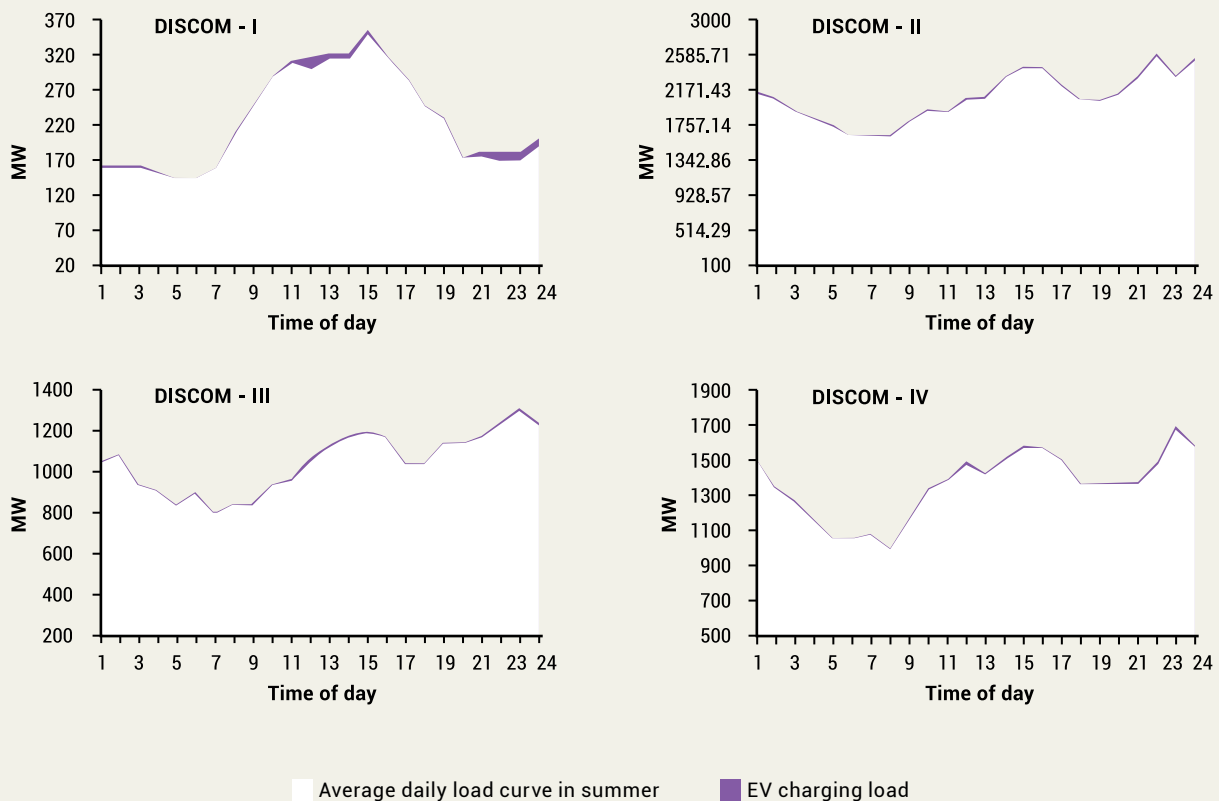 DISCOM - I
370
320
270
220
170
120
70
20
MW
1 3 5 7 9 11 13 15 17 19 21 23 24
Time of day
DISCOM - II
3000
2585.71
2171.43
1757.14
1342.86
928.57
514.29
100
MW
1 3 5 7 9 11 13 15 17 19 21 23 24
Time of day
DISCOM - III
1400
1200
1000
800
600
400
200
MW
1 3 5 7 9 11 13 15 17 19 21 23 24
Time of day
DISCOM - IV
1900
1700
1500
1300
1100
900
700
500
MW
1 3 5 7 9 11 13 15 17 19 21 23 24
Time of day
Average daily load curve in summer
EV charging load